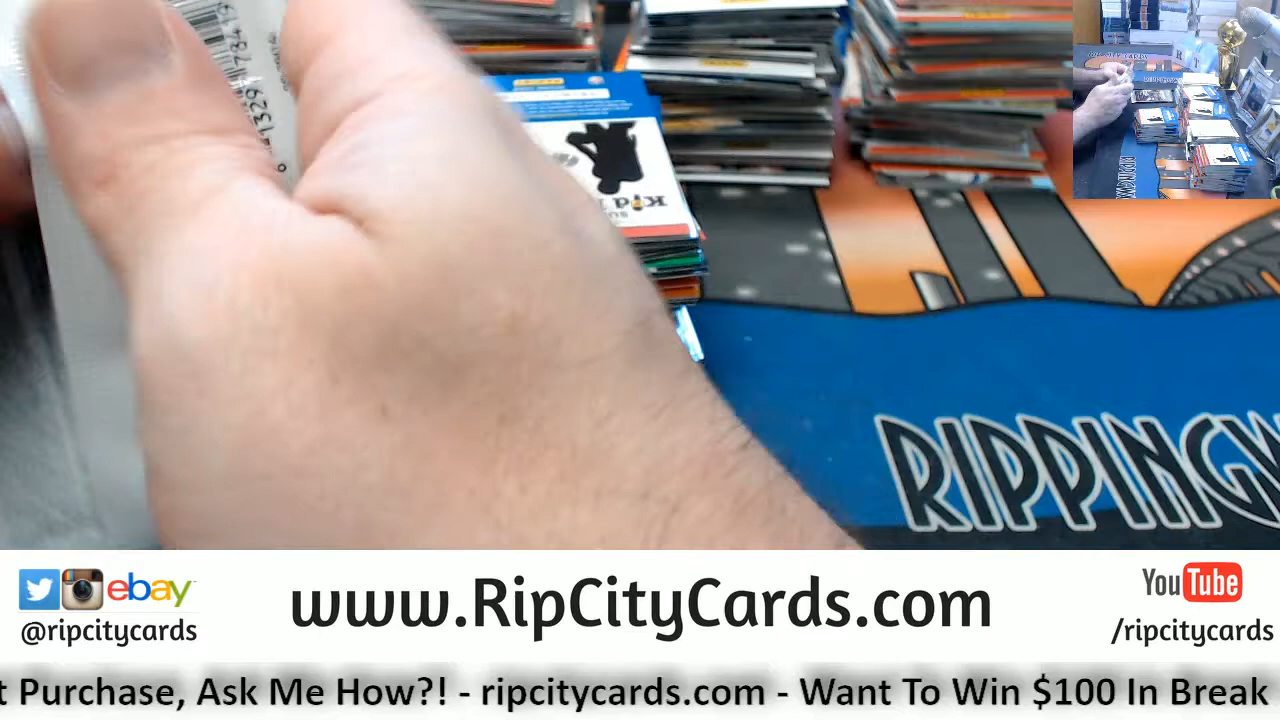 RIPPINGW
ebay
@ripcitycards
www.RipCityCards.com
YouTube
/ripcitycards
t Purchase, Ask Me How?! - ripcitycards.com - Want To Win $100 In Break